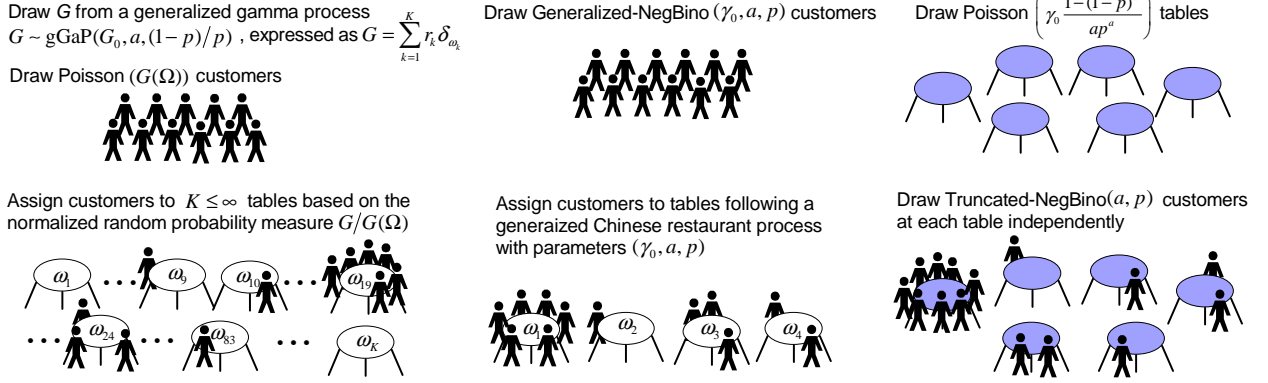 Draw G from a generalized gamma process
G ~ gGaP(G₀, a, (1− p)/p) , expressed as G = ∑_{k=1}^{K} r_k δ_{ω_k}
Draw Poisson (G(Ω)) customers
Assign customers to K ≤ ∞ tables based on the
normalized random probability measure G/G(Ω)
ω₁ ... ω₉ ω₁₀ ... ω₁₉
... ω₂₄ ... ω₈₃ ... ω_K
Draw Generalized-NegBino (γ₀, a, p) customers
Assign customers to tables following a
generaized Chinese restaurant process
with parameters (γ₀, a, p)
ω₁ ω₂ ω₃ ω₄
Draw Poisson (γ₀ 1−(1− p) / ap^a) tables
Draw Truncated-NegBino(a, p) customers
at each table independently